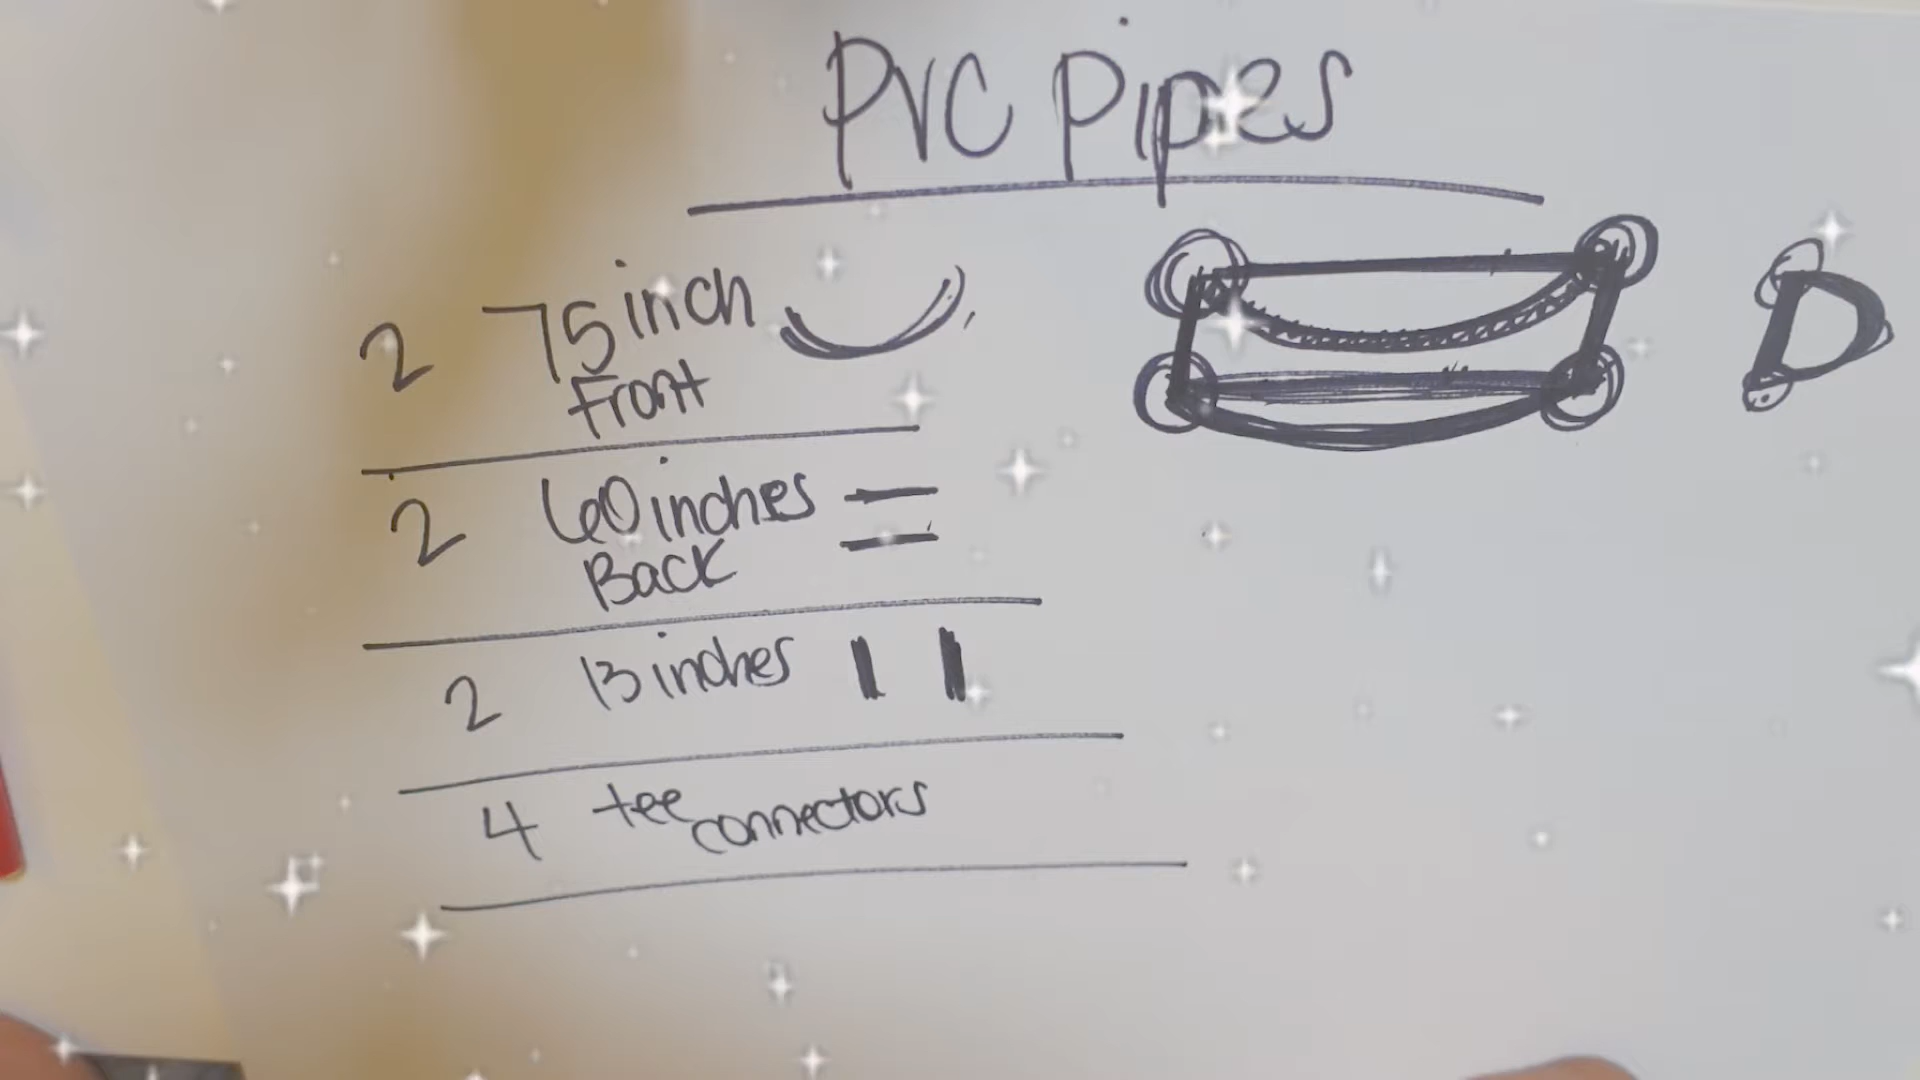 PVC Pipes
2 75 inch
Front
2 60 inches
Back
2 13 inches
4 tee connectors